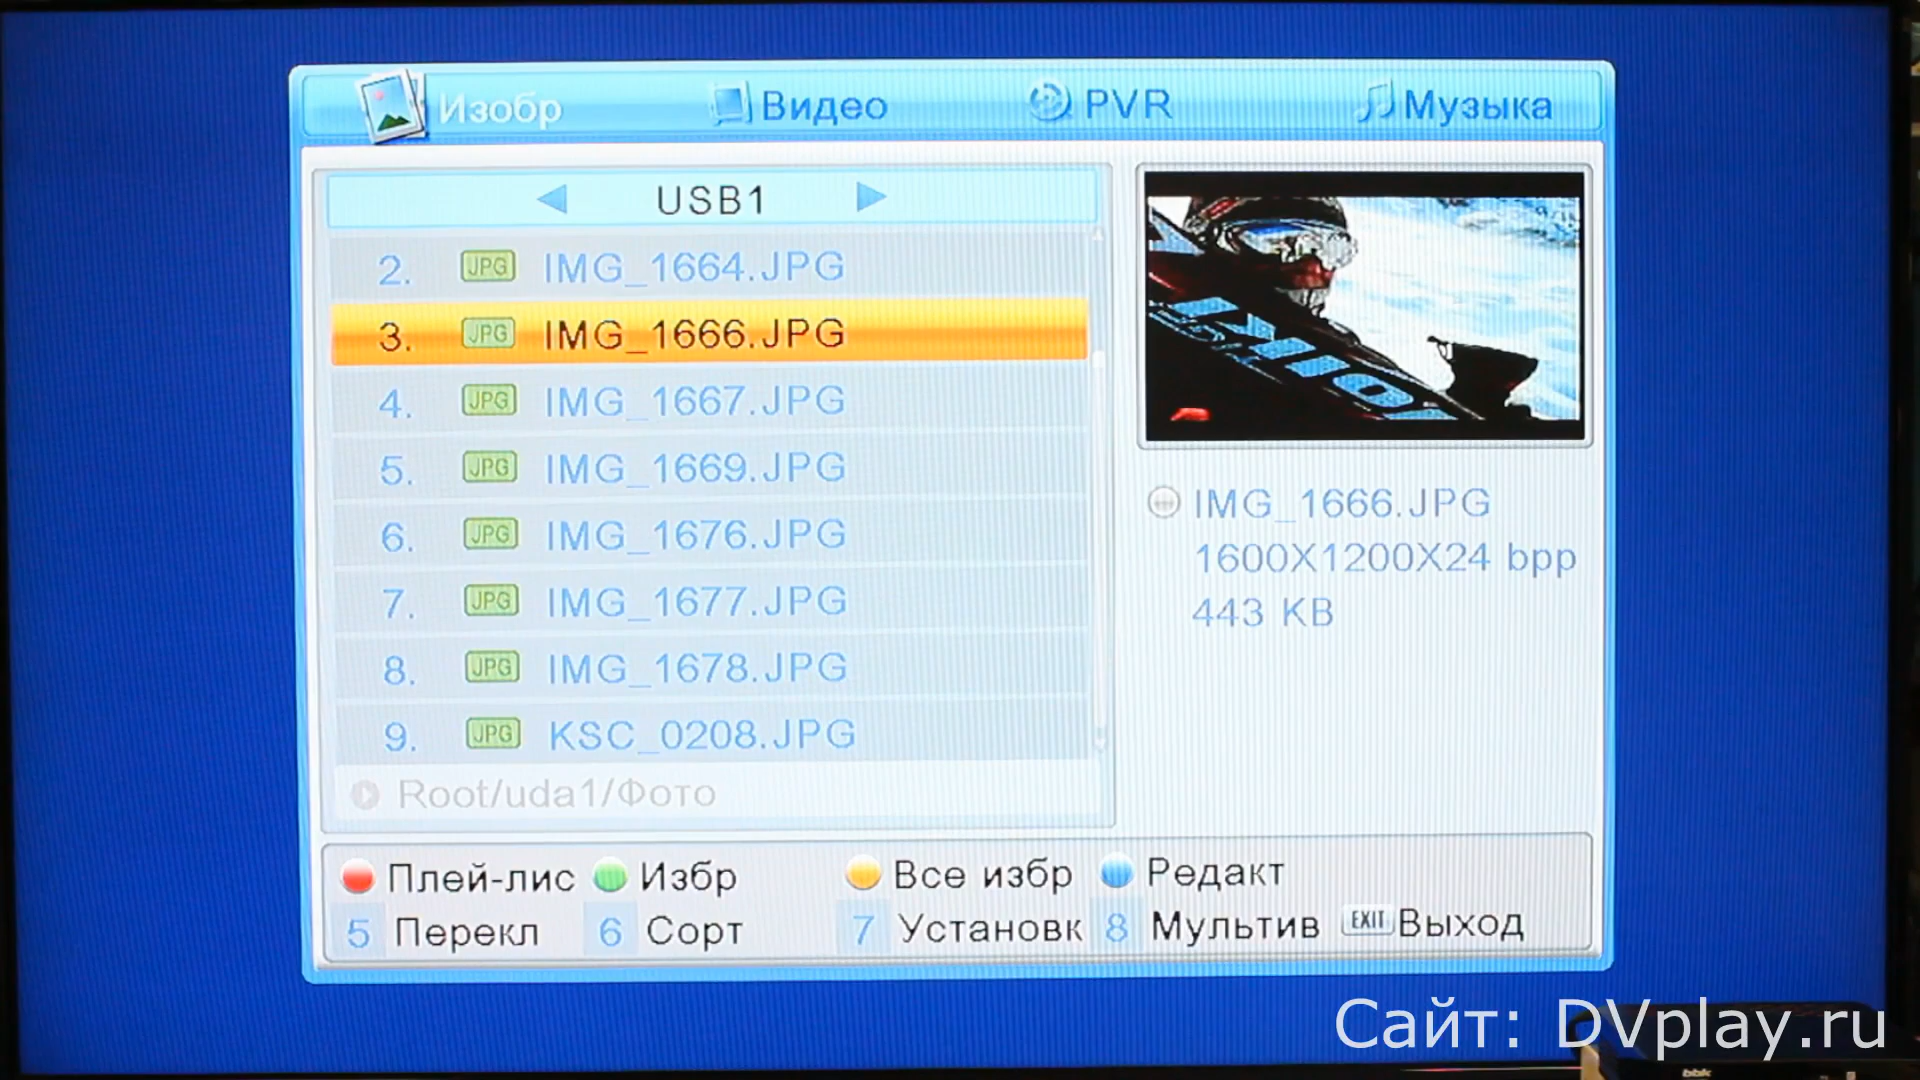 Изобр Видео PVR Музыка
USB1
2. JPG IMG_1664.JPG
3. JPG IMG_1666.JPG
4. JPG IMG_1667.JPG
5. JPG IMG_1669.JPG
6. JPG IMG_1676.JPG
7. JPG IMG_1677.JPG
8. JPG IMG_1678.JPG
9. JPG KSC_0208.JPG
Root/uda1/Фото
IMG_1666.JPG
1600X1200X24 bpp
443 KB
Плей-лис Избр Все избр Редакт
5 Перекл 6 Сорт 7 Установк 8 Мультив EXIT Выход
Сайт: DVplay.ru
bbk